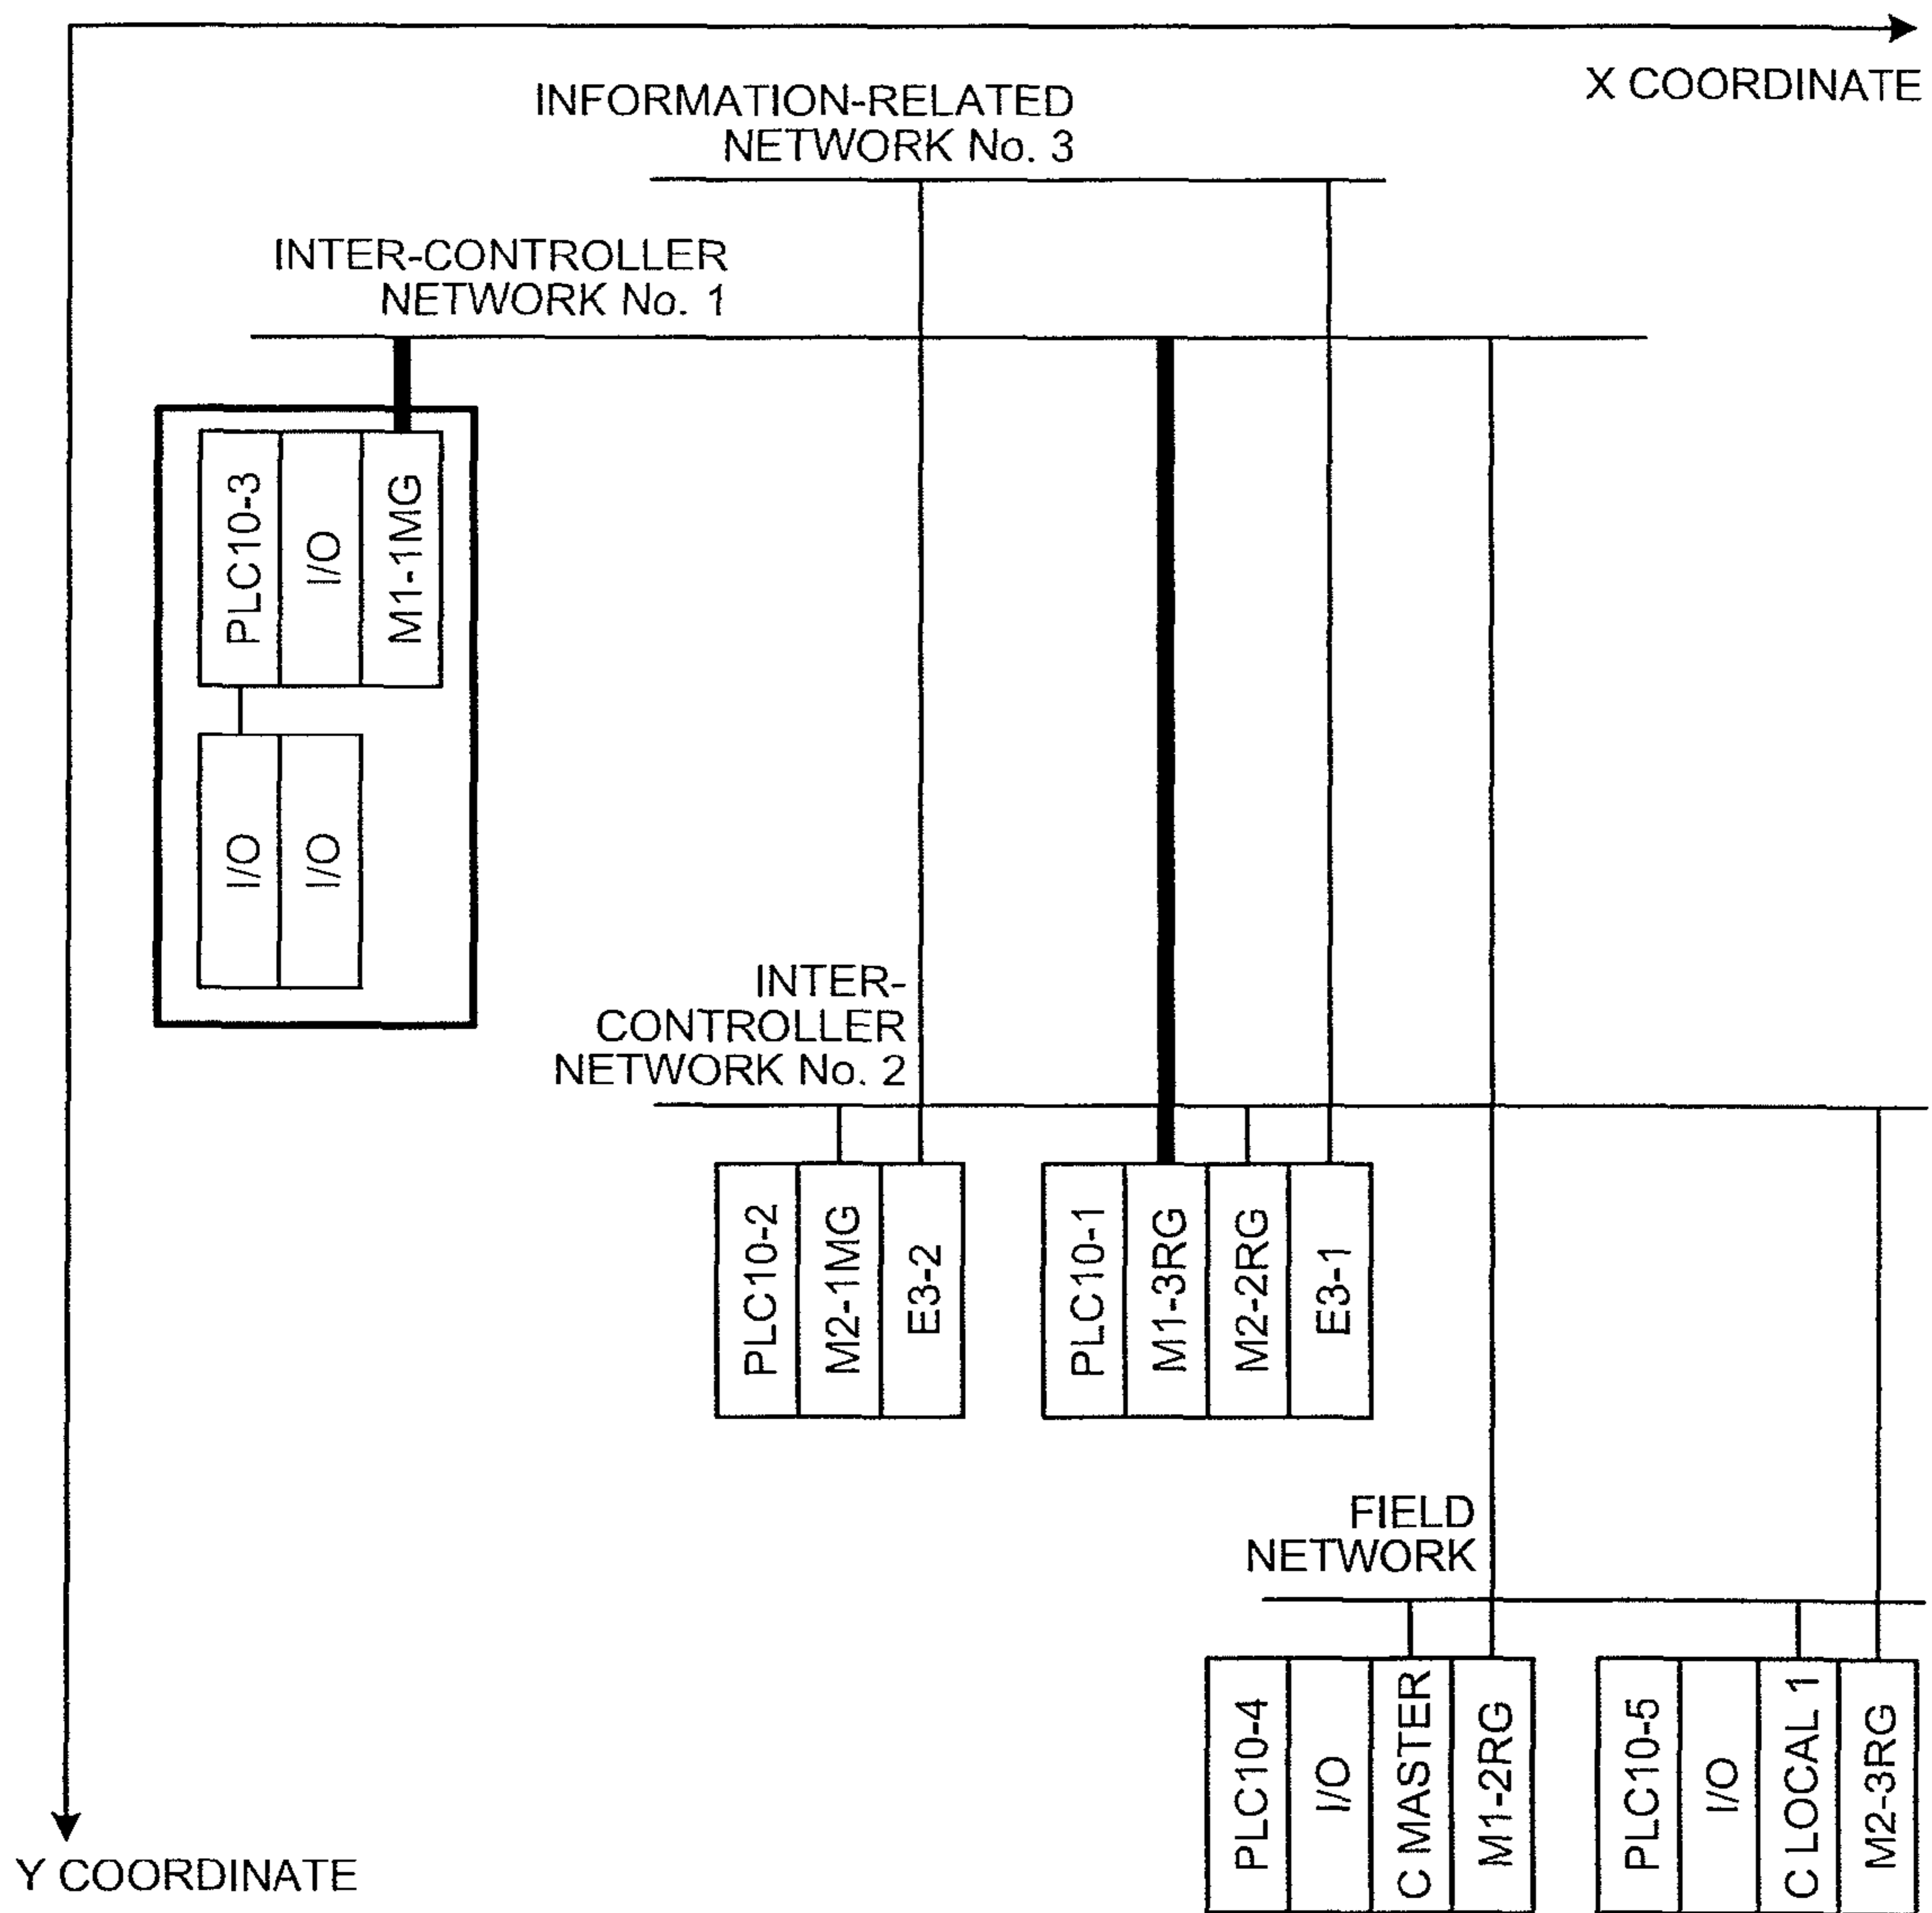 X COORDINATE
INFORMATION-RELATED
NETWORK No. 3
INTER-CONTROLLER
NETWORK No. 1
PLC10-3
I/O
M1-1MG
I/O
I/O
INTER-
CONTROLLER
NETWORK No. 2
PLC10-2
M2-1MG
E3-2
PLC10-1
M1-3RG
M2-2RG
E3-1
FIELD
NETWORK
PLC10-4
I/O
C MASTER
M1-2RG
PLC10-5
I/O
C LOCAL 1
M2-3RG
Y COORDINATE